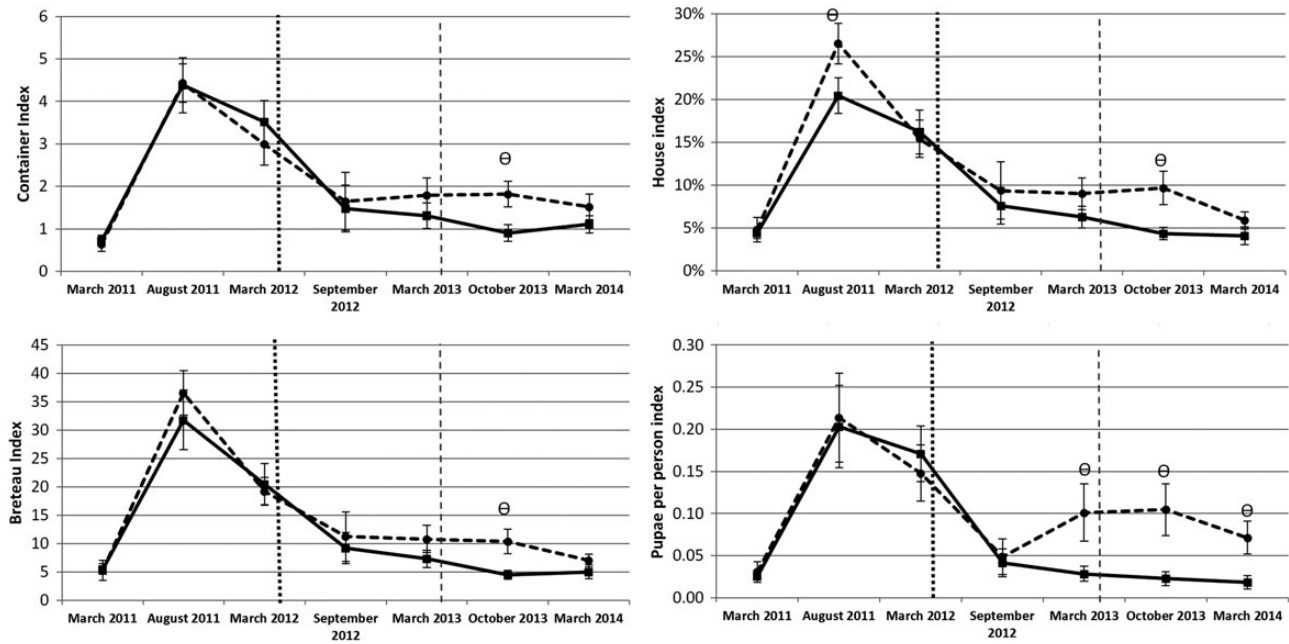 Container Index
6
5
4
3
2
1
0
March 2011 August 2011 March 2012 September 2012 March 2013 October 2013 March 2014
Ө
House index
30%
25%
20%
15%
10%
5%
0%
March 2011 August 2011 March 2012 September 2012 March 2013 October 2013 March 2014
Ө
Ө
Breteau Index
45
40
35
30
25
20
15
10
5
0
March 2011 August 2011 March 2012 September 2012 March 2013 October 2013 March 2014
Ө
Pupae per person index
0.30
0.25
0.20
0.15
0.10
0.05
0.00
March 2011 August 2011 March 2012 September 2012 March 2013 October 2013 March 2014
Ө
Ө
Ө